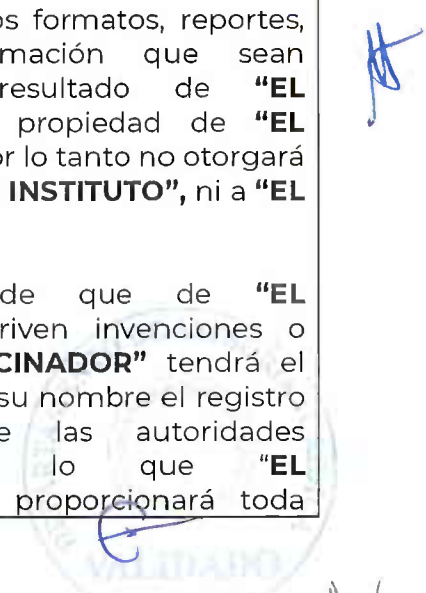 os formatos, reportes,
mación que sean
resultado de "EL
propiedad de "EL
or lo tanto no otorgará
INSTITUTO", ni a "EL
de que de "EL
riven invenciones o
CINADOR" tendrá el
su nombre el registro
e las autoridades
lo que "EL
proporcionará toda
VALIDADO